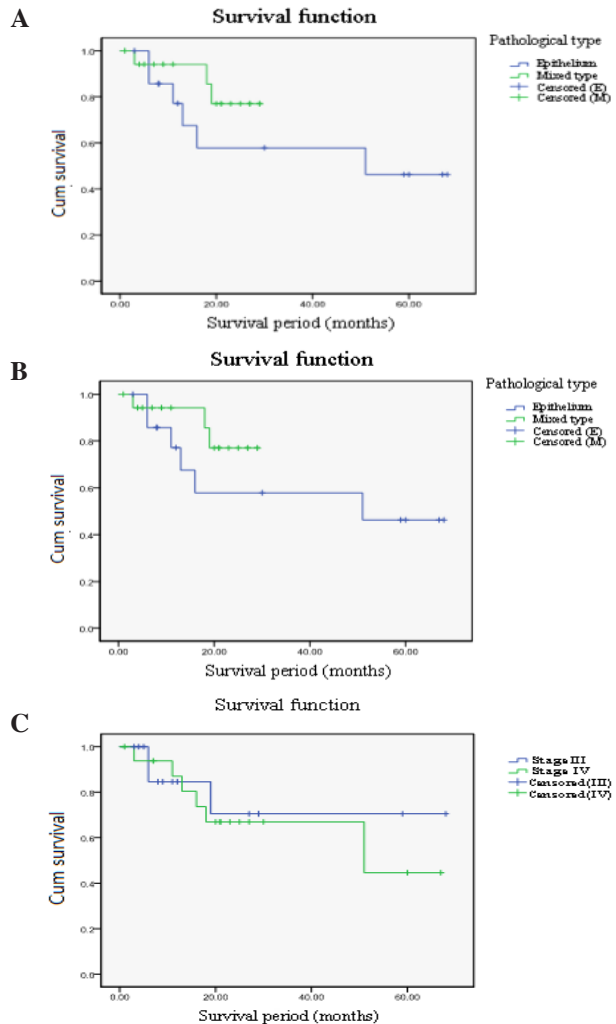 A
Survival function
Pathological type
Epithelium
Mixed type
Censored (E)
Censored (M)
Cum survival
1.0
0.8
0.6
0.4
0.2
0.0
0.00 20.00 40.00 60.00
Survival period (months)
B
Survival function
Pathological type
Epithelium
Mixed type
Censored (E)
Censored (M)
Cum survival
1.0
0.8
0.6
0.4
0.2
0.0
0.00 20.00 40.00 60.00
Survival period (months)
C
Survival function
Stage III
Stage IV
Censored (III)
Censored (IV)
Cum survival
1.0
0.8
0.6
0.4
0.2
0.0
0.00 20.00 40.00 60.00
Survival period (months)